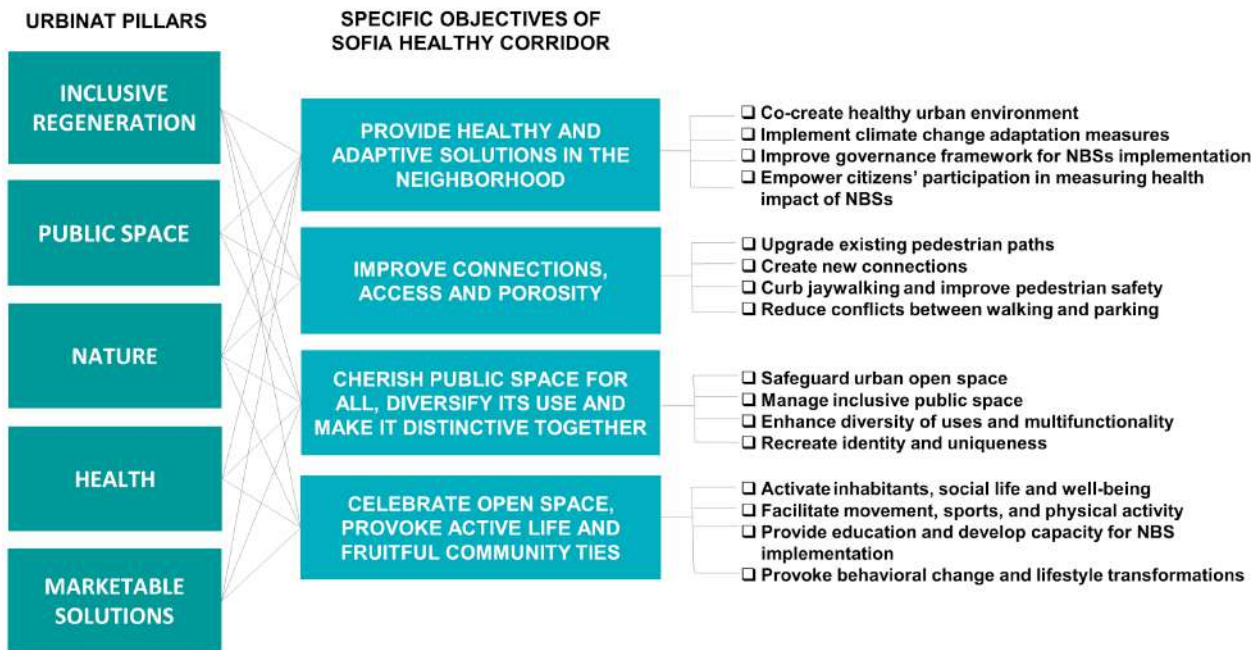 URBINAT PILLARS
INCLUSIVE
REGENERATION
PUBLIC SPACE
NATURE
HEALTH
MARKETABLE
SOLUTIONS
SPECIFIC OBJECTIVES OF
SOFIA HEALTHY CORRIDOR
PROVIDE HEALTHY AND
ADAPTIVE SOLUTIONS IN THE
NEIGHBORHOOD
❑ Co-create healthy urban environment
❑ Implement climate change adaptation measures
❑ Improve governance framework for NBSs implementation
❑ Empower citizens’ participation in measuring health
impact of NBSs
IMPROVE CONNECTIONS,
ACCESS AND POROSITY
❑ Upgrade existing pedestrian paths
❑ Create new connections
❑ Curb jaywalking and improve pedestrian safety
❑ Reduce conflicts between walking and parking
CHERISH PUBLIC SPACE FOR
ALL, DIVERSIFY ITS USE AND
MAKE IT DISTINCTIVE TOGETHER
❑ Safeguard urban open space
❑ Manage inclusive public space
❑ Enhance diversity of uses and multifunctionality
❑ Recreate identity and uniqueness
CELEBRATE OPEN SPACE,
PROVOKE ACTIVE LIFE AND
FRUITFUL COMMUNITY TIES
❑ Activate inhabitants, social life and well-being
❑ Facilitate movement, sports, and physical activity
❑ Provide education and develop capacity for NBS
implementation
❑ Provoke behavioral change and lifestyle transformations